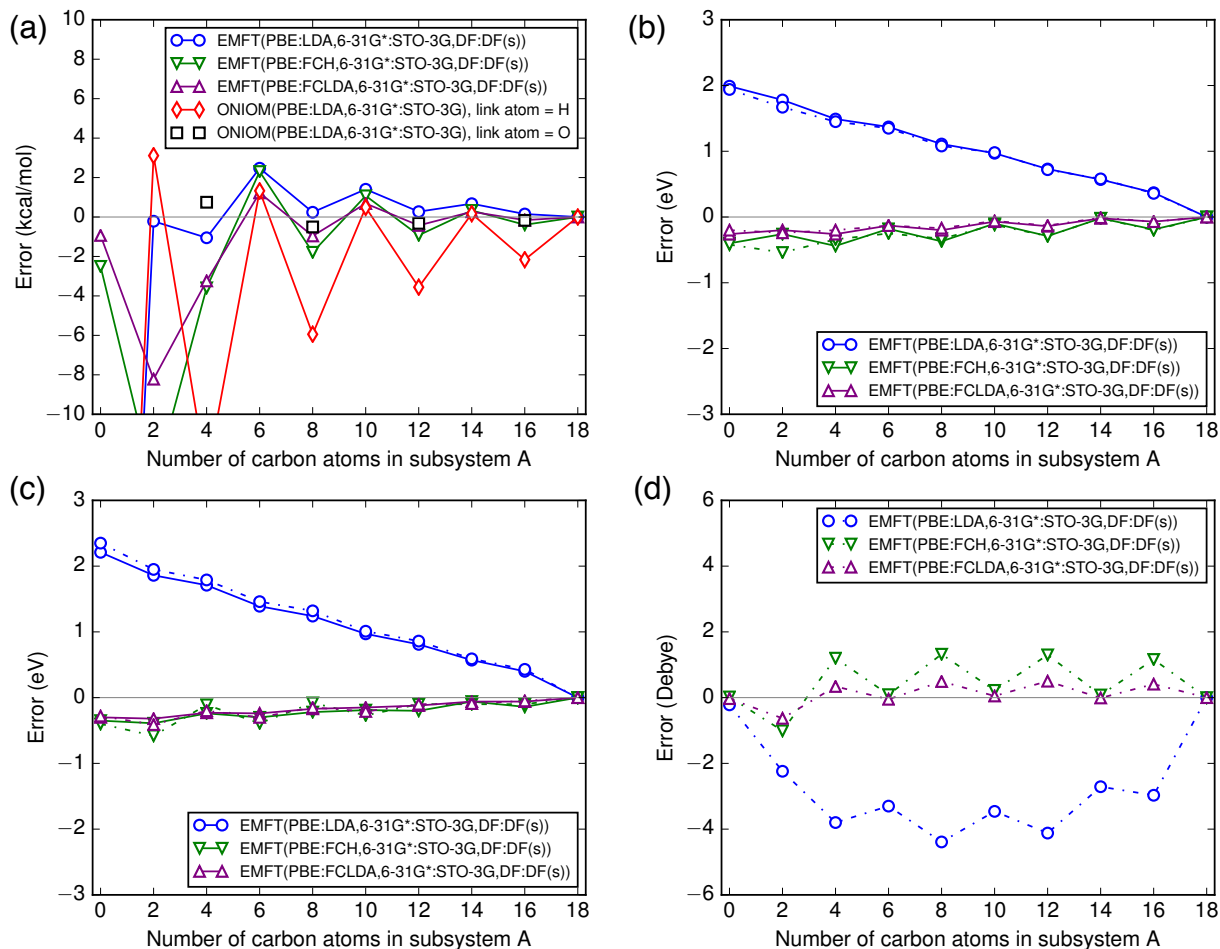 (a)
10
8
6
4
2
0
−2
−4
−6
−8
−10
Error (kcal/mol)
EMFT(PBE:LDA,6-31G*:STO-3G,DF:DF(s))
EMFT(PBE:FCH,6-31G*:STO-3G,DF:DF(s))
EMFT(PBE:FCLDA,6-31G*:STO-3G,DF:DF(s))
ONIOM(PBE:LDA,6-31G*:STO-3G), link atom = H
ONIOM(PBE:LDA,6-31G*:STO-3G), link atom = O
0 2 4 6 8 10 12 14 16 18
Number of carbon atoms in subsystem A
(b)
3
2
1
0
−1
−2
−3
Error (eV)
EMFT(PBE:LDA,6-31G*:STO-3G,DF:DF(s))
EMFT(PBE:FCH,6-31G*:STO-3G,DF:DF(s))
EMFT(PBE:FCLDA,6-31G*:STO-3G,DF:DF(s))
0 2 4 6 8 10 12 14 16 18
Number of carbon atoms in subsystem A
(c)
3
2
1
0
−1
−2
−3
Error (eV)
EMFT(PBE:LDA,6-31G*:STO-3G,DF:DF(s))
EMFT(PBE:FCH,6-31G*:STO-3G,DF:DF(s))
EMFT(PBE:FCLDA,6-31G*:STO-3G,DF:DF(s))
0 2 4 6 8 10 12 14 16 18
Number of carbon atoms in subsystem A
(d)
6
4
2
0
−2
−4
−6
Error (Debye)
EMFT(PBE:LDA,6-31G*:STO-3G,DF:DF(s))
EMFT(PBE:FCH,6-31G*:STO-3G,DF:DF(s))
EMFT(PBE:FCLDA,6-31G*:STO-3G,DF:DF(s))
0 2 4 6 8 10 12 14 16 18
Number of carbon atoms in subsystem A